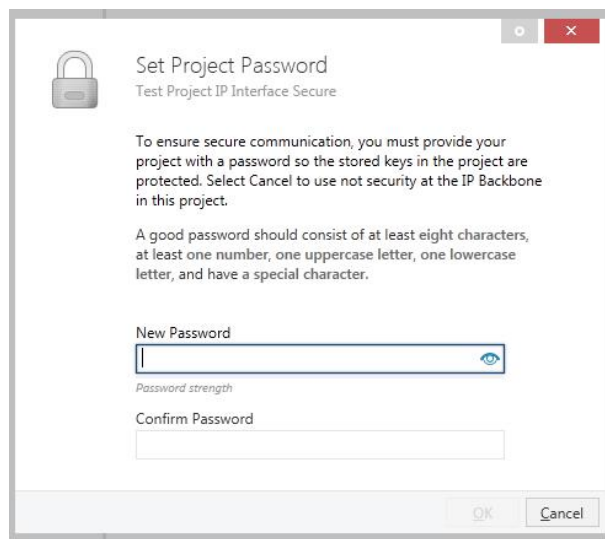 Set Project Password
Test Project IP Interface Secure
To ensure secure communication, you must provide your
project with a password so the stored keys in the project are
protected. Select Cancel to use not security at the IP Backbone
in this project.
A good password should consist of at least eight characters,
at least one number, one uppercase letter, one lowercase
letter, and have a special character.
New Password
Password strength
Confirm Password
OK
Cancel